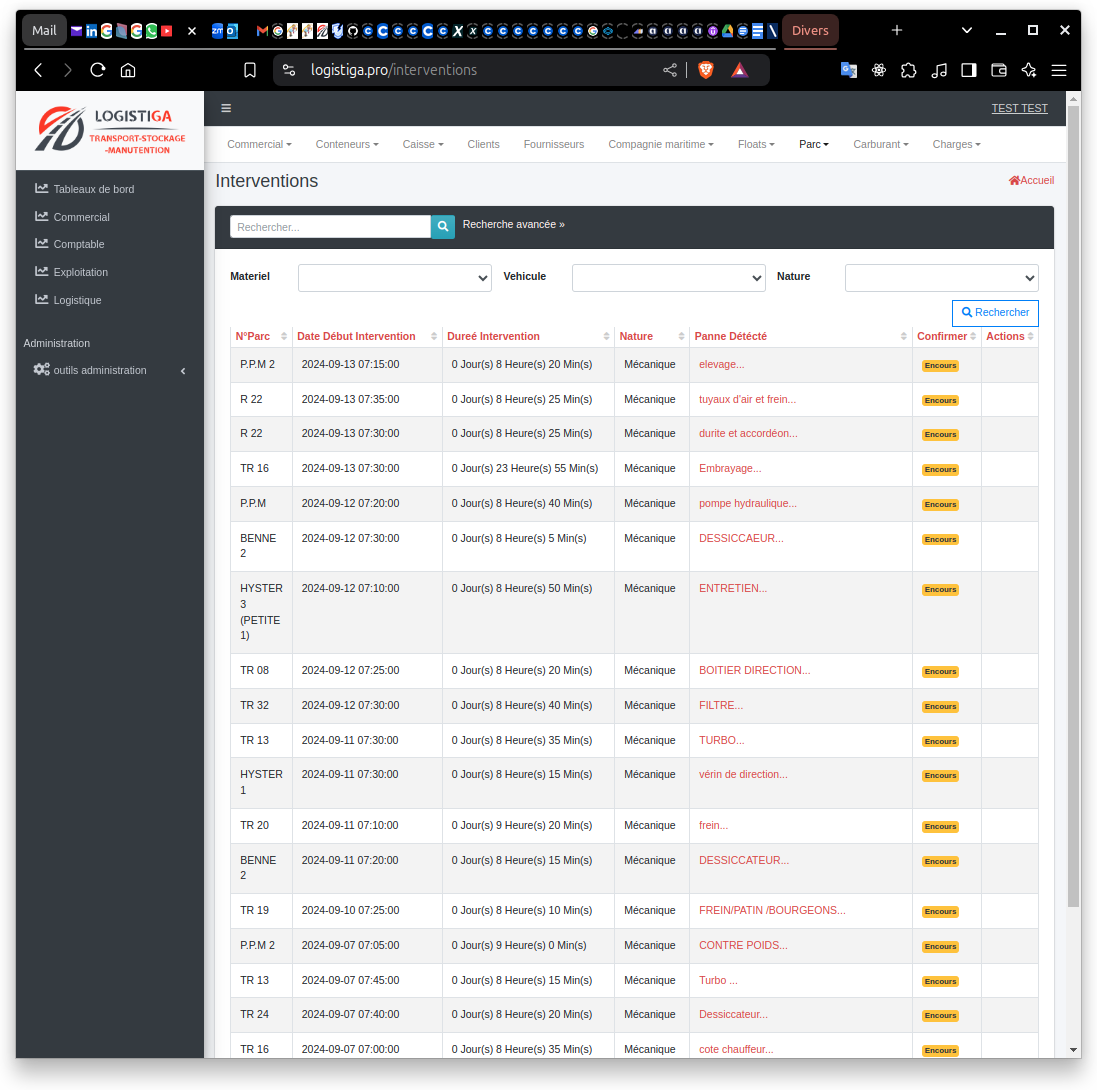 Mail
Divers
logistiga.pro/interventions
LOGISTIGA
TRANSPORT-STOCKAGE
-MANUTENTION
TEST TEST
Commercial Conteneurs Caisse Clients Fournisseurs Compagnie maritime Floats Parc Carburant Charges
Tableaux de bord
Commercial
Comptable
Exploitation
Logistique
Administration
outils administration
Interventions
Accueil
Rechercher...
Recherche avancée »
Materiel Vehicule Nature
Rechercher
N°Parc Date Début Intervention Dureé Intervention Nature Panne Détécté Confirmer Actions
P.P.M 2 2024-09-13 07:15:00 0 Jour(s) 8 Heure(s) 20 Min(s) Mécanique elevage... Encours
R 22 2024-09-13 07:35:00 0 Jour(s) 8 Heure(s) 25 Min(s) Mécanique tuyaux d'air et frein... Encours
R 22 2024-09-13 07:30:00 0 Jour(s) 8 Heure(s) 25 Min(s) Mécanique durite et accordéon... Encours
TR 16 2024-09-13 07:30:00 0 Jour(s) 23 Heure(s) 55 Min(s) Mécanique Embrayage... Encours
P.P.M 2024-09-12 07:20:00 0 Jour(s) 8 Heure(s) 40 Min(s) Mécanique pompe hydraulique... Encours
BENNE 2024-09-12 07:30:00 0 Jour(s) 8 Heure(s) 5 Min(s) Mécanique DESSICCAEUR... Encours
2
HYSTER 2024-09-12 07:10:00 0 Jour(s) 8 Heure(s) 50 Min(s) Mécanique ENTRETIEN... Encours
3
(PETITE
1)
TR 08 2024-09-12 07:25:00 0 Jour(s) 8 Heure(s) 20 Min(s) Mécanique BOITIER DIRECTION... Encours
TR 32 2024-09-12 07:30:00 0 Jour(s) 8 Heure(s) 40 Min(s) Mécanique FILTRE... Encours
TR 13 2024-09-11 07:30:00 0 Jour(s) 8 Heure(s) 35 Min(s) Mécanique TURBO... Encours
HYSTER 2024-09-11 07:30:00 0 Jour(s) 8 Heure(s) 15 Min(s) Mécanique vérin de direction... Encours
1
TR 20 2024-09-11 07:10:00 0 Jour(s) 9 Heure(s) 20 Min(s) Mécanique frein... Encours
BENNE 2024-09-11 07:20:00 0 Jour(s) 8 Heure(s) 15 Min(s) Mécanique DESSICCATEUR... Encours
2
TR 19 2024-09-10 07:25:00 0 Jour(s) 8 Heure(s) 10 Min(s) Mécanique FREIN/PATIN /BOURGEONS... Encours
P.P.M 2 2024-09-07 07:05:00 0 Jour(s) 9 Heure(s) 0 Min(s) Mécanique CONTRE POIDS... Encours
TR 13 2024-09-07 07:45:00 0 Jour(s) 8 Heure(s) 15 Min(s) Mécanique Turbo ... Encours
TR 24 2024-09-07 07:40:00 0 Jour(s) 8 Heure(s) 20 Min(s) Mécanique Dessiccateur... Encours
TR 16 2024-09-07 07:00:00 0 Jour(s) 8 Heure(s) 35 Min(s) Mécanique cote chauffeur... Encours